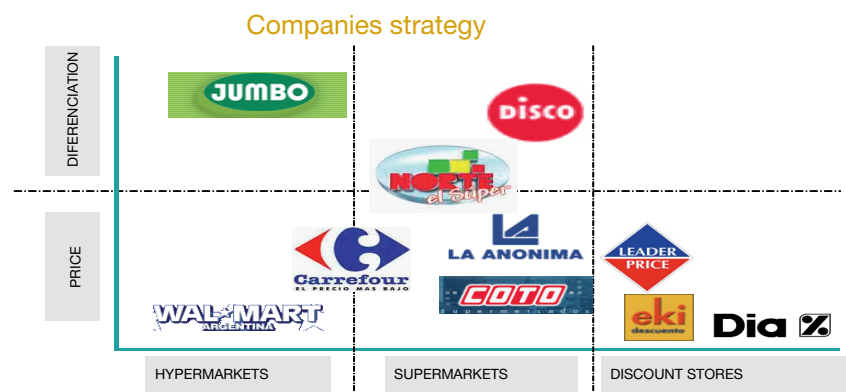 Companies strategy
DIFERENCIATION
JUMBO
DISCO
NORTE
el Súper
PRICE
Carrefour
EL PRECIO MAS BAJO
LA ANONIMA
LEADER
PRICE
WAL★MART
ARGENTINA
COTO
Supermercados
eki
descuento
Dia %
HYPERMARKETS
SUPERMARKETS
DISCOUNT STORES